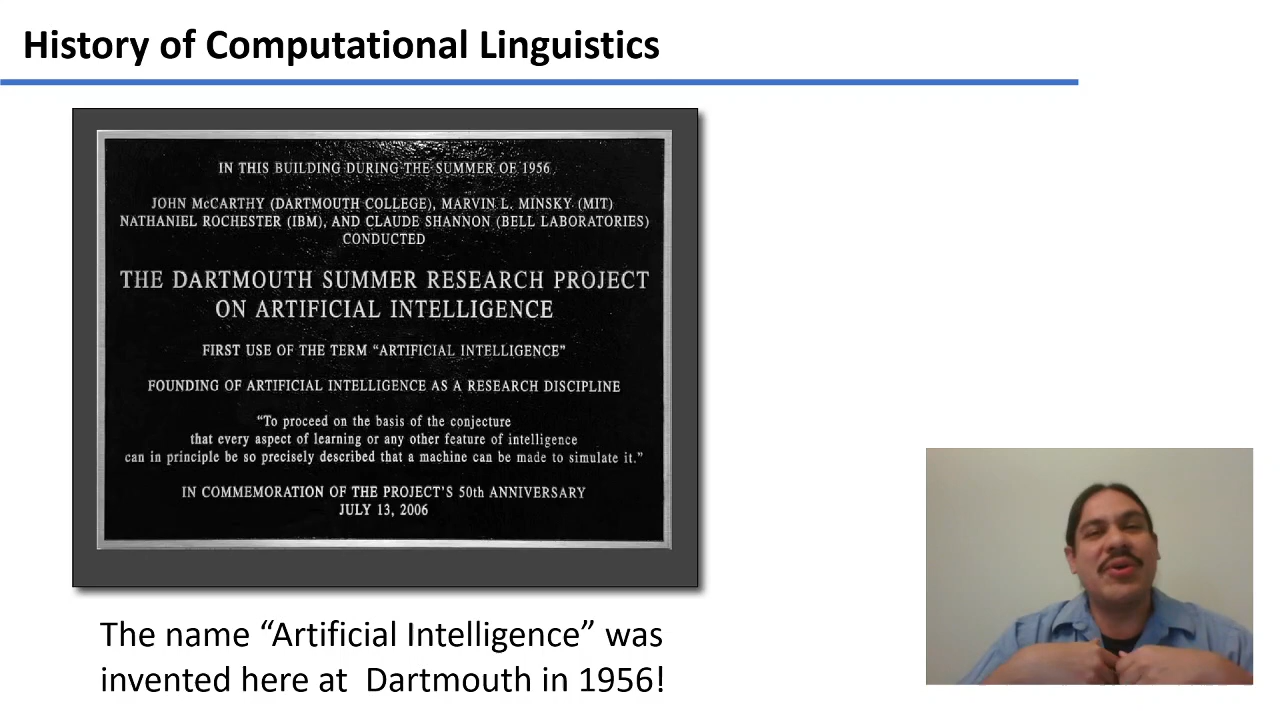 History of Computational Linguistics
IN THIS BUILDING DURING THE SUMMER OF 1956
JOHN McCARTHY (DARTMOUTH COLLEGE), MARVIN L. MINSKY (MIT)
NATHANIEL ROCHESTER (IBM), AND CLAUDE SHANNON (BELL LABORATORIES)
CONDUCTED
THE DARTMOUTH SUMMER RESEARCH PROJECT
ON ARTIFICIAL INTELLIGENCE
FIRST USE OF THE TERM “ARTIFICIAL INTELLIGENCE”
FOUNDING OF ARTIFICIAL INTELLIGENCE AS A RESEARCH DISCIPLINE
“To proceed on the basis of the conjecture
that every aspect of learning or any other feature of intelligence
can in principle be so precisely described that a machine can be made to simulate it.”
IN COMMEMORATION OF THE PROJECT’S 50th ANNIVERSARY
JULY 13, 2006
The name “Artificial Intelligence” was
invented here at  Dartmouth in 1956!